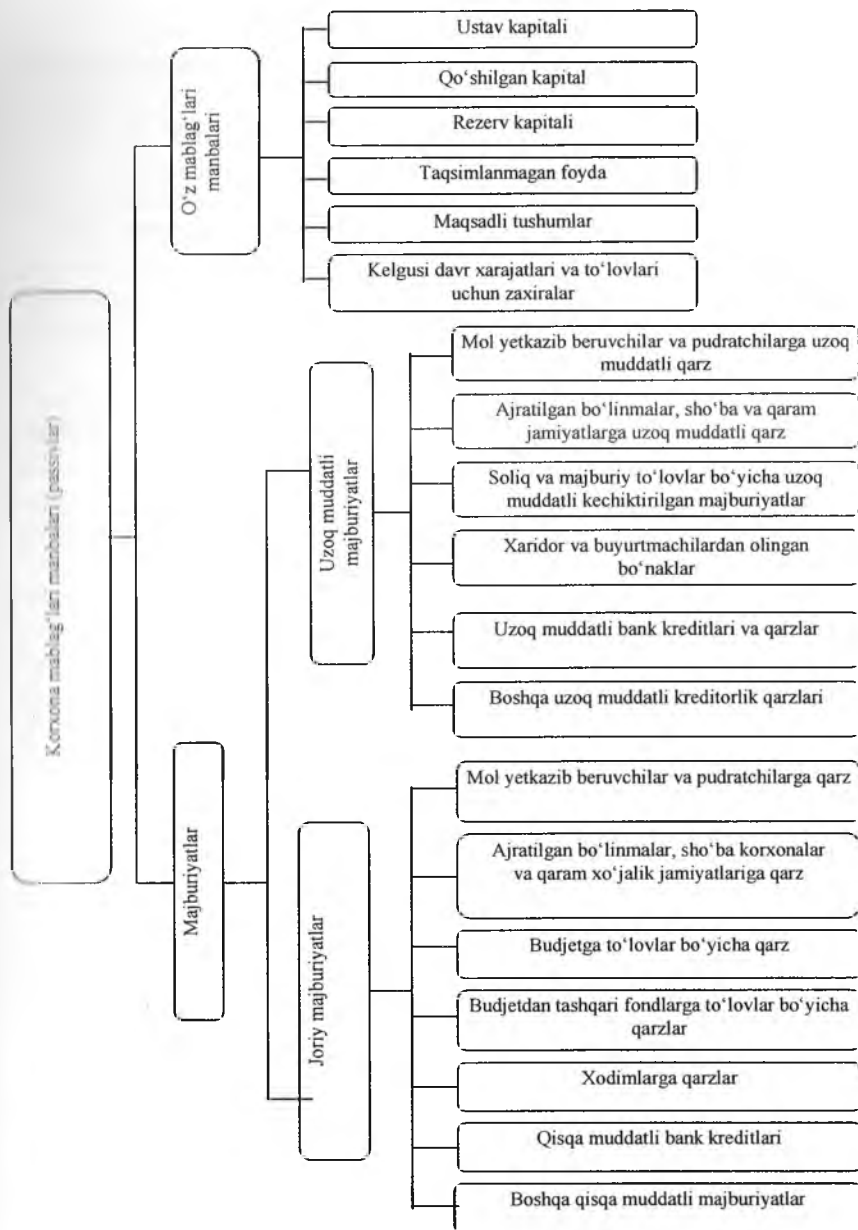 Korxona mablag‘lari manbalari (passivlar)
O‘z mablag‘lari
manbalari
Ustav kapitali
Qo‘shilgan kapital
Rezerv kapitali
Taqsimlanmagan foyda
Maqsadli tushumlar
Kelgusi davr xarajatlari va to‘lovlari
uchun zaxiralar
Majburiyatlar
Uzoq muddatli
majburiyatlar
Mol yetkazib beruvchilar va pudratchilarga uzoq
muddatli qarz
Ajratilgan bo‘linmalar, sho‘ba va qaram
jamiyatlarga uzoq muddatli qarz
Soliq va majburiy to‘lovlar bo‘yicha uzoq
muddatli kechiktirilgan majburiyatlar
Xaridor va buyurtmachilardan olingan
bo‘naklar
Uzoq muddatli bank kreditlari va qarzlar
Boshqa uzoq muddatli kreditorlik qarzlari
Joriy majburiyatlar
Mol yetkazib beruvchilar va pudratchilarga qarz
Ajratilgan bo‘linmalar, sho‘ba korxonalar
va qaram xo‘jalik jamiyatlariga qarz
Budjetga to‘lovlar bo‘yicha qarz
Budjetdan tashqari fondlarga to‘lovlar bo‘yicha
qarzlar
Xodimlarga qarzlar
Qisqa muddatli bank kreditlari
Boshqa qisqa muddatli majburiyatlar